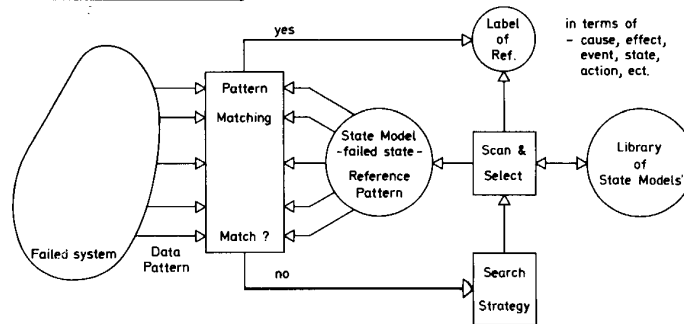 yes
Label
of
Ref.
in terms of
- cause, effect,
event, state,
action, ect.
Pattern
Matching
Match ?
State Model
-failed state-
Reference
Pattern
Scan &
Select
Library
of
State Models'
Failed system
Data
Pattern
no
Search
Strategy